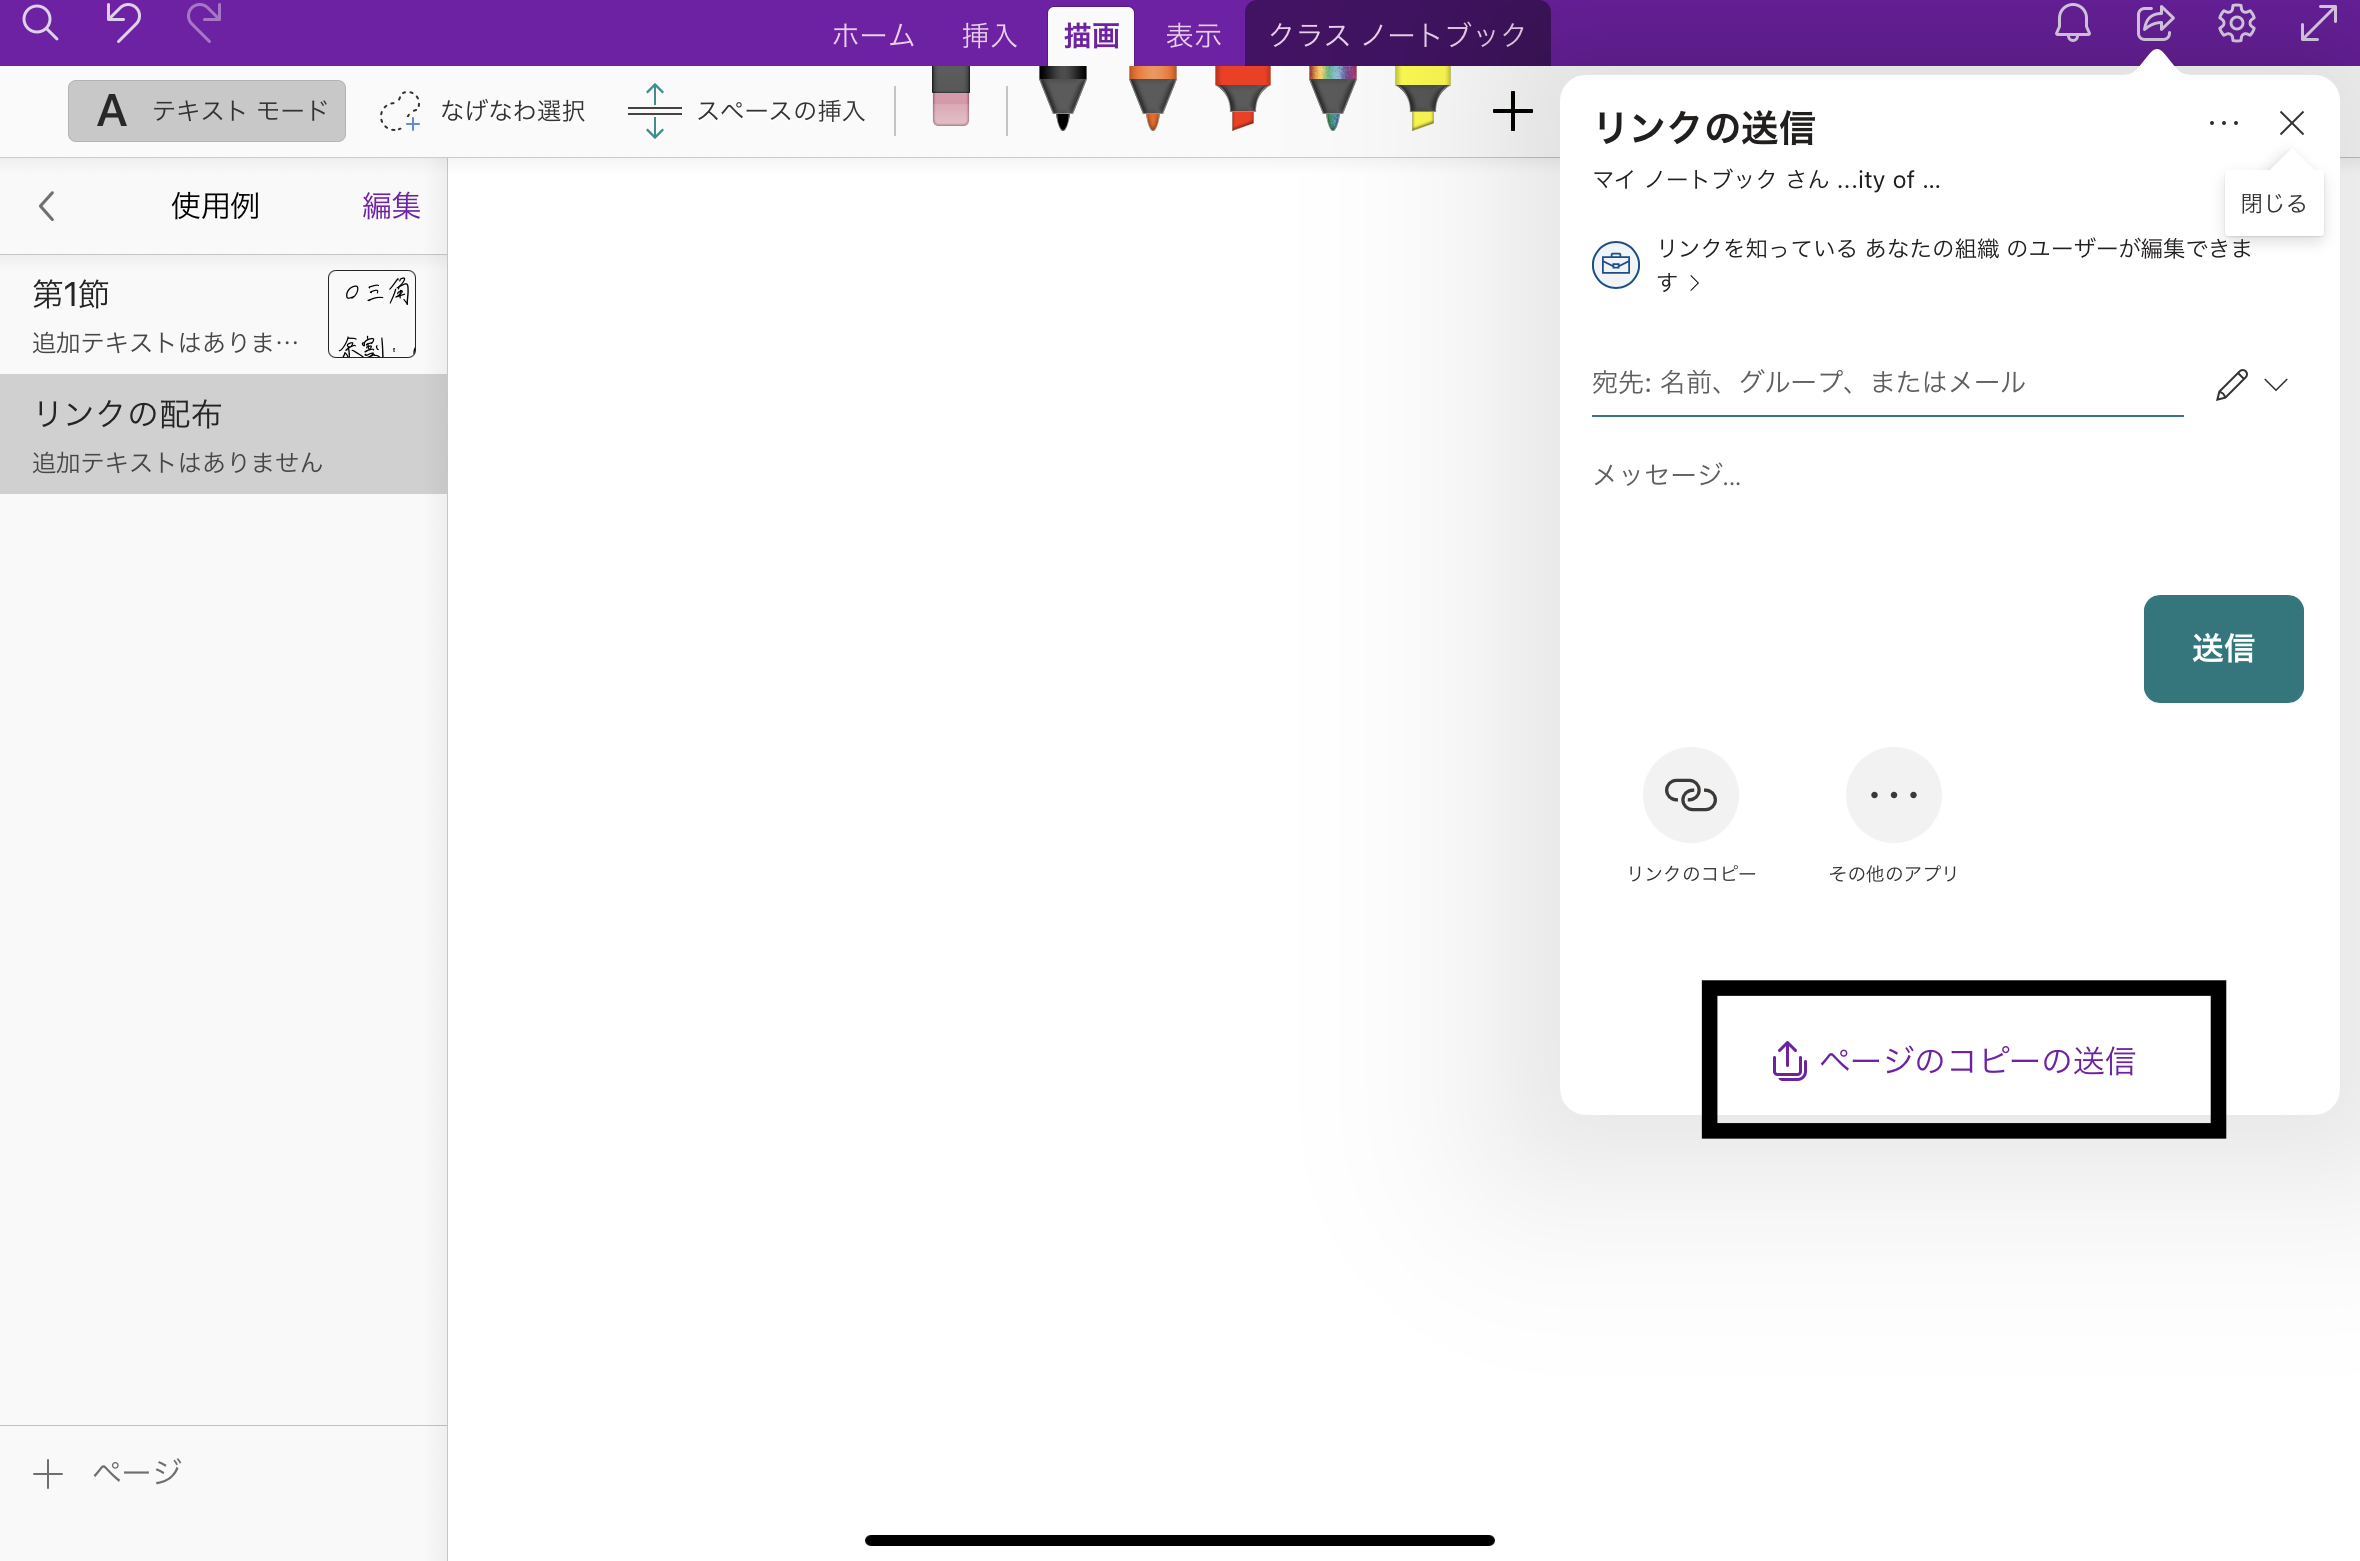 ホーム 挿入 描画 表示 クラス ノートブック
A テキスト モード なげなわ選択 スペースの挿入
使用例 編集
第1節
追加テキストはありま…
〇三角
余割
リンクの配布
追加テキストはありません
ページ
リンクの送信
マイ ノートブック さん ...ity of ...
閉じる
リンクを知っている あなたの組織 のユーザーが編集できま
す
宛先: 名前、グループ、またはメール
メッセージ...
送信
リンクのコピー その他のアプリ
ページのコピーの送信